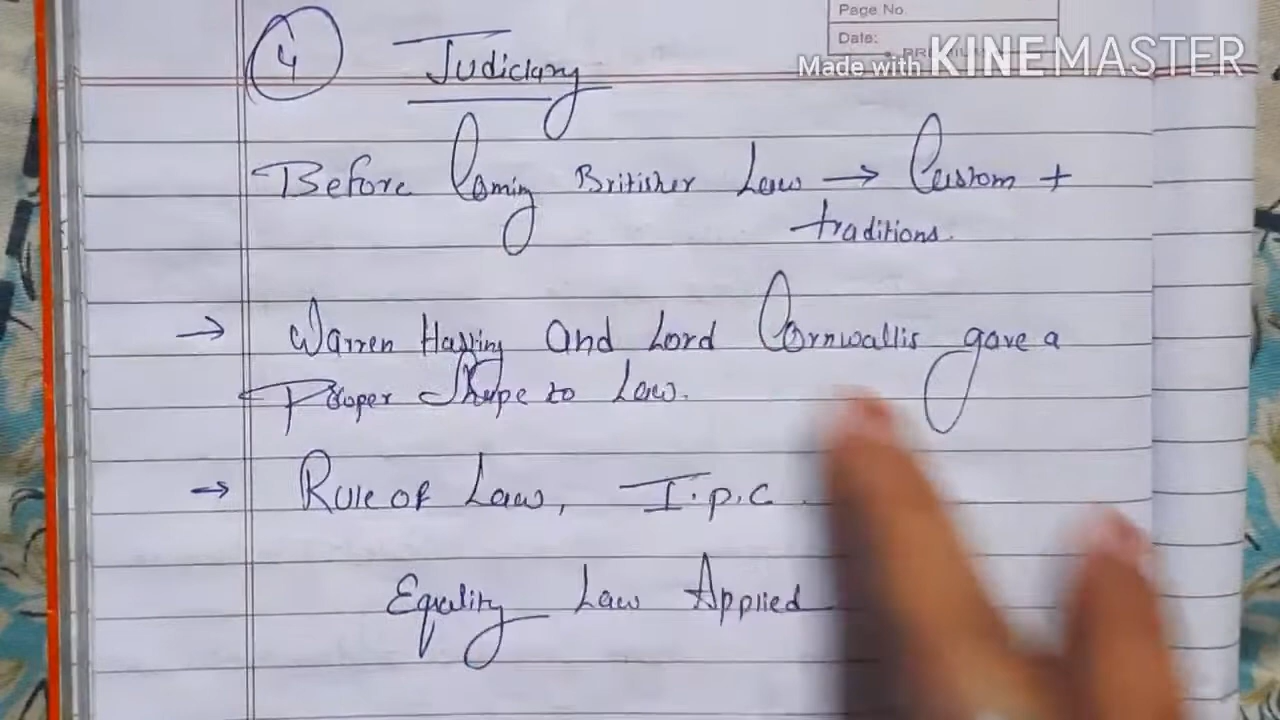 Page No
Date:
Made with KINEMASTER
4 Judiciary
Before Coming Britisher Law → Custom +
traditions.
→ Warren Hasting and Lord Cornwallis gave a
Proper Shape to Law.
→ Rule of Law, I.p.c
Equality Law Applied